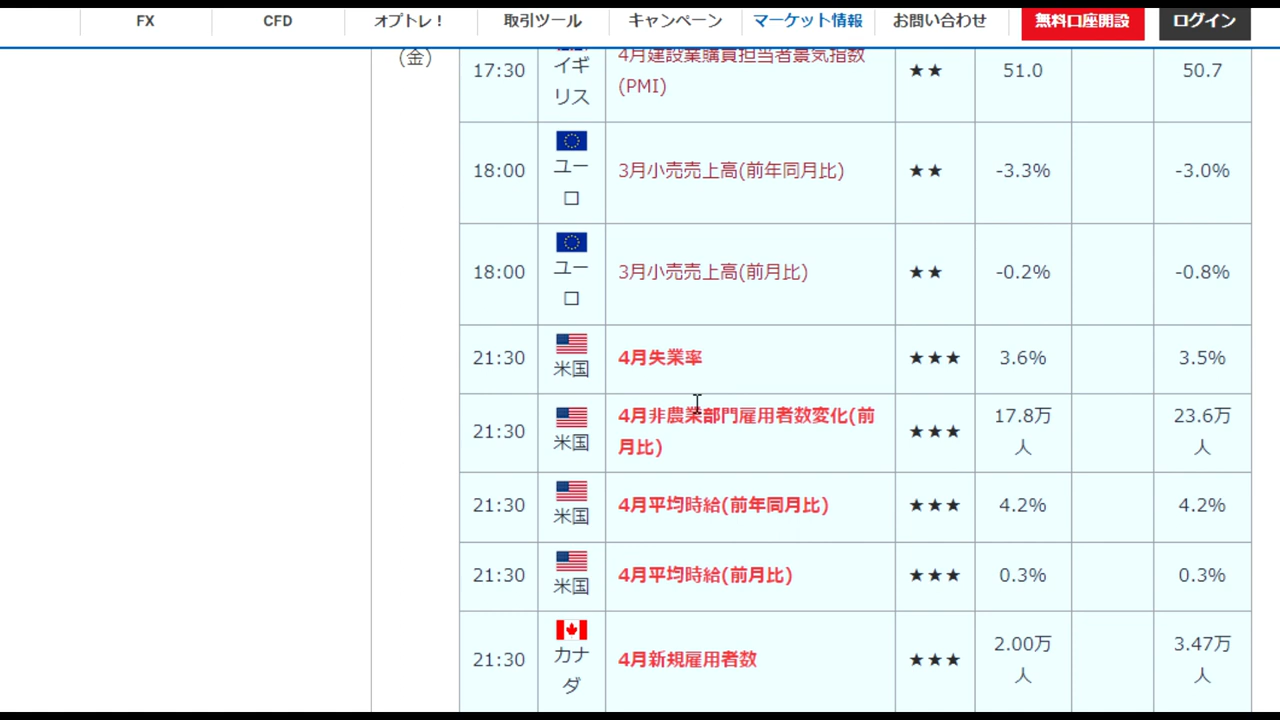 FX CFD オプトレ！ 取引ツール キャンペーン マーケット情報 お問い合わせ 無料口座開設 ログイン
(金)
17:30 イギ
リス 4月建設業購買担当者景気指数
(PMI) ★★ 51.0 50.7
18:00 ユー
ロ 3月小売売上高(前年同月比) ★★ -3.3% -3.0%
18:00 ユー
ロ 3月小売売上高(前月比) ★★ -0.2% -0.8%
21:30 米国 4月失業率 ★★★ 3.6% 3.5%
21:30 米国 4月非農業部門雇用者数変化(前
月比) ★★★ 17.8万
人 23.6万
人
21:30 米国 4月平均時給(前年同月比) ★★★ 4.2% 4.2%
21:30 米国 4月平均時給(前月比) ★★★ 0.3% 0.3%
21:30 カナ
ダ 4月新規雇用者数 ★★★ 2.00万
人 3.47万
人